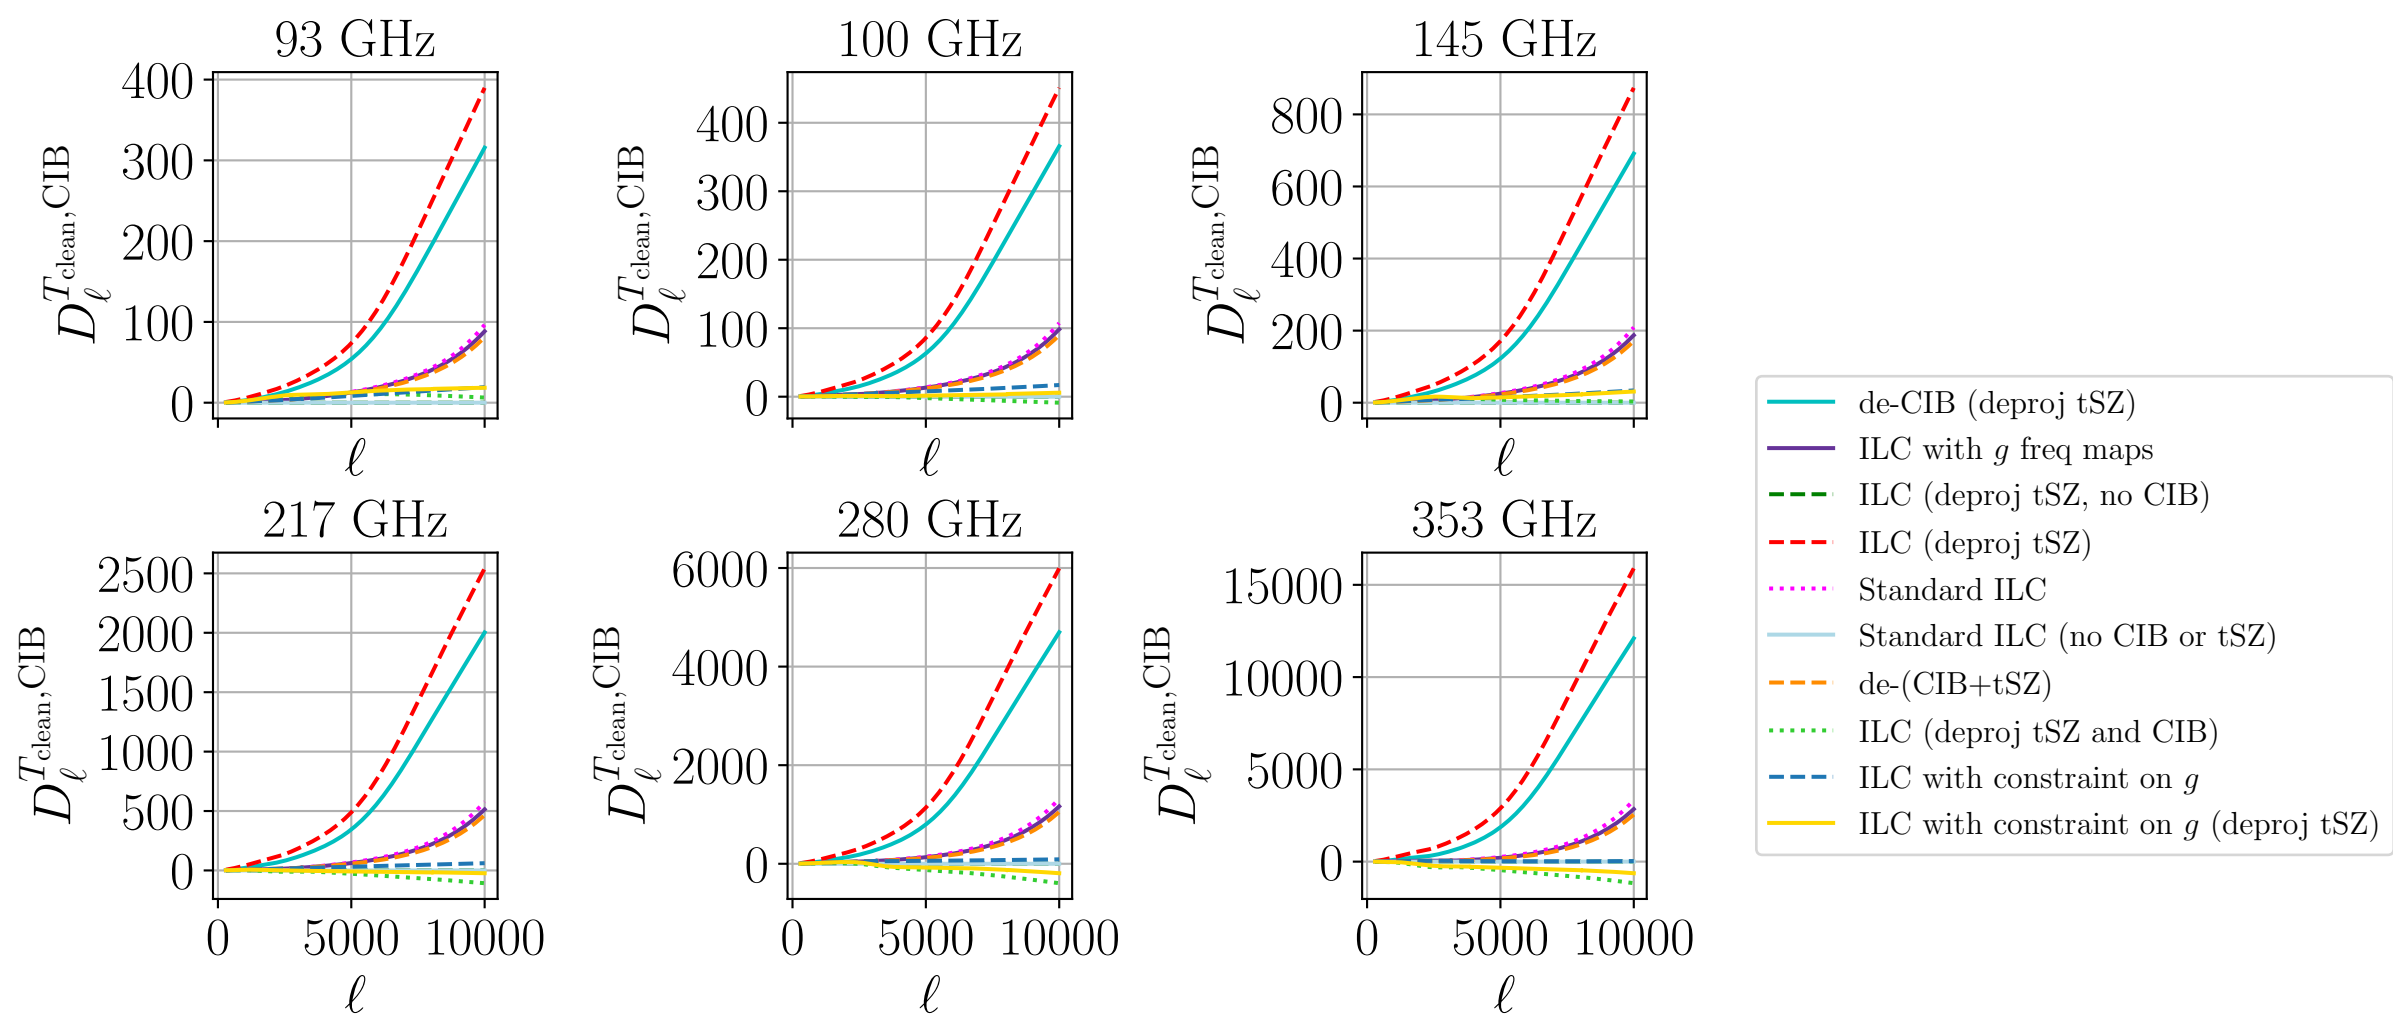 93 GHz
100 GHz
145 GHz
400
300
200
100
0
400
300
200
100
0
800
600
400
200
0
D_ℓ^{T_clean,CIB}
D_ℓ^{T_clean,CIB}
D_ℓ^{T_clean,CIB}
ℓ
ℓ
ℓ
217 GHz
280 GHz
353 GHz
2500
2000
1500
1000
500
0
6000
4000
2000
0
15000
10000
5000
0
D_ℓ^{T_clean,CIB}
D_ℓ^{T_clean,CIB}
D_ℓ^{T_clean,CIB}
0 5000 10000
0 5000 10000
0 5000 10000
ℓ
ℓ
ℓ
de-CIB (deproj tSZ)
ILC with g freq maps
ILC (deproj tSZ, no CIB)
ILC (deproj tSZ)
Standard ILC
Standard ILC (no CIB or tSZ)
de-(CIB+tSZ)
ILC (deproj tSZ and CIB)
ILC with constraint on g
ILC with constraint on g (deproj tSZ)